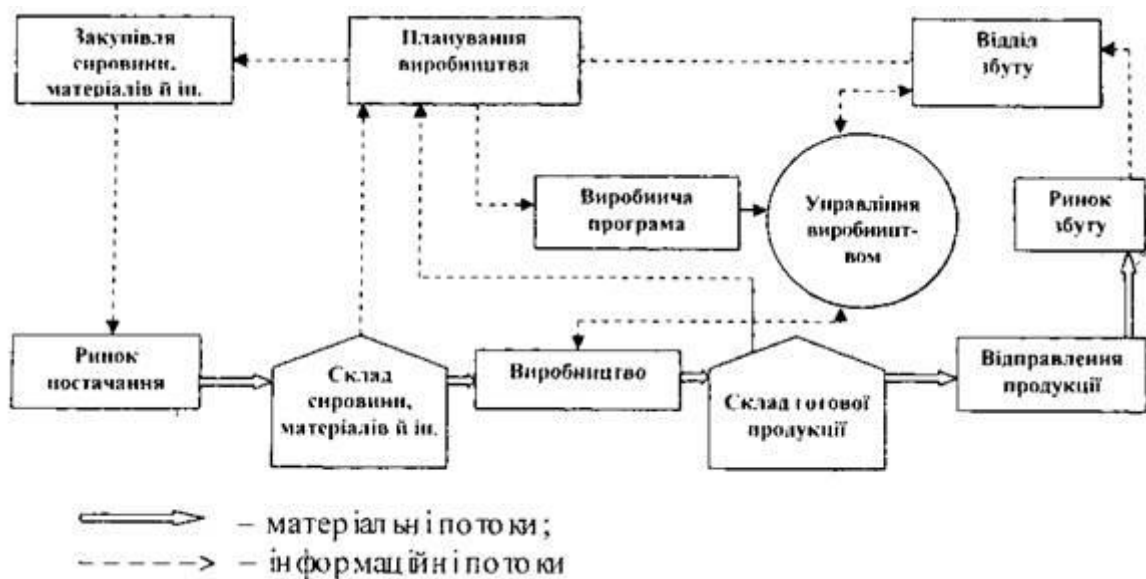 Закупівля
сировини,
матеріалів й ін.
Планування
виробництва
Відділ
збуту
Виробнича
програма
Управління
виробницт-
вом
Ринок
збуту
Ринок
постачання
Склад
сировини,
матеріалів й ін.
Виробництво
Склад готової
продукції
Відправлення
продукції
– матеріальні потоки;
– інформаційні потоки